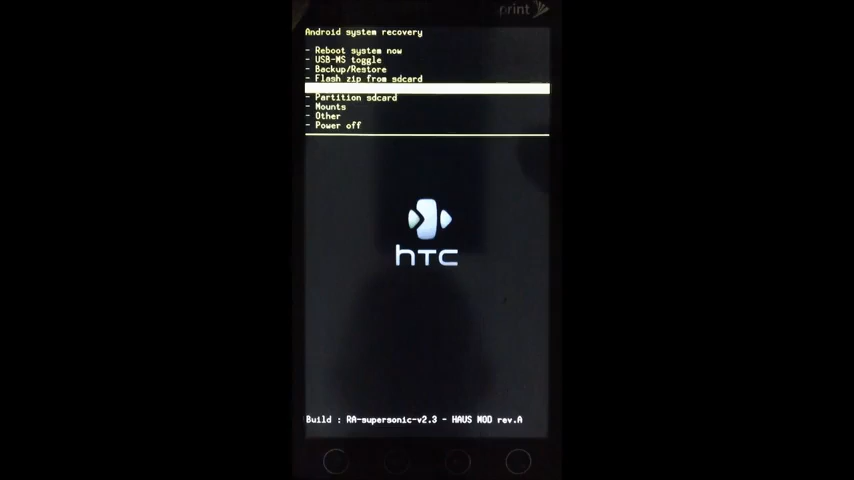 print
Android system recovery
- Reboot system now
- USB-MS toggle
- Backup/Restore
- Flash zip from sdcard
- Partition sdcard
- Mounts
- Other
- Power off
hTC
Build : RA-supersonic-v2.3 - HAUS MOD rev.A